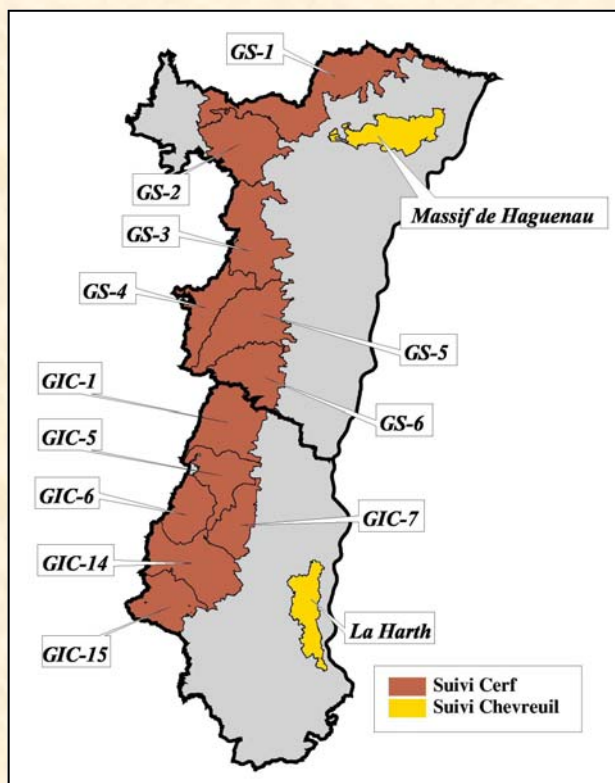 GS-1
GS-2
Massif de Haguenau
GS-3
GS-4
GS-5
GIC-1
GS-6
GIC-5
GIC-6
GIC-7
GIC-14
La Harth
GIC-15
Suivi Cerf
Suivi Chevreuil